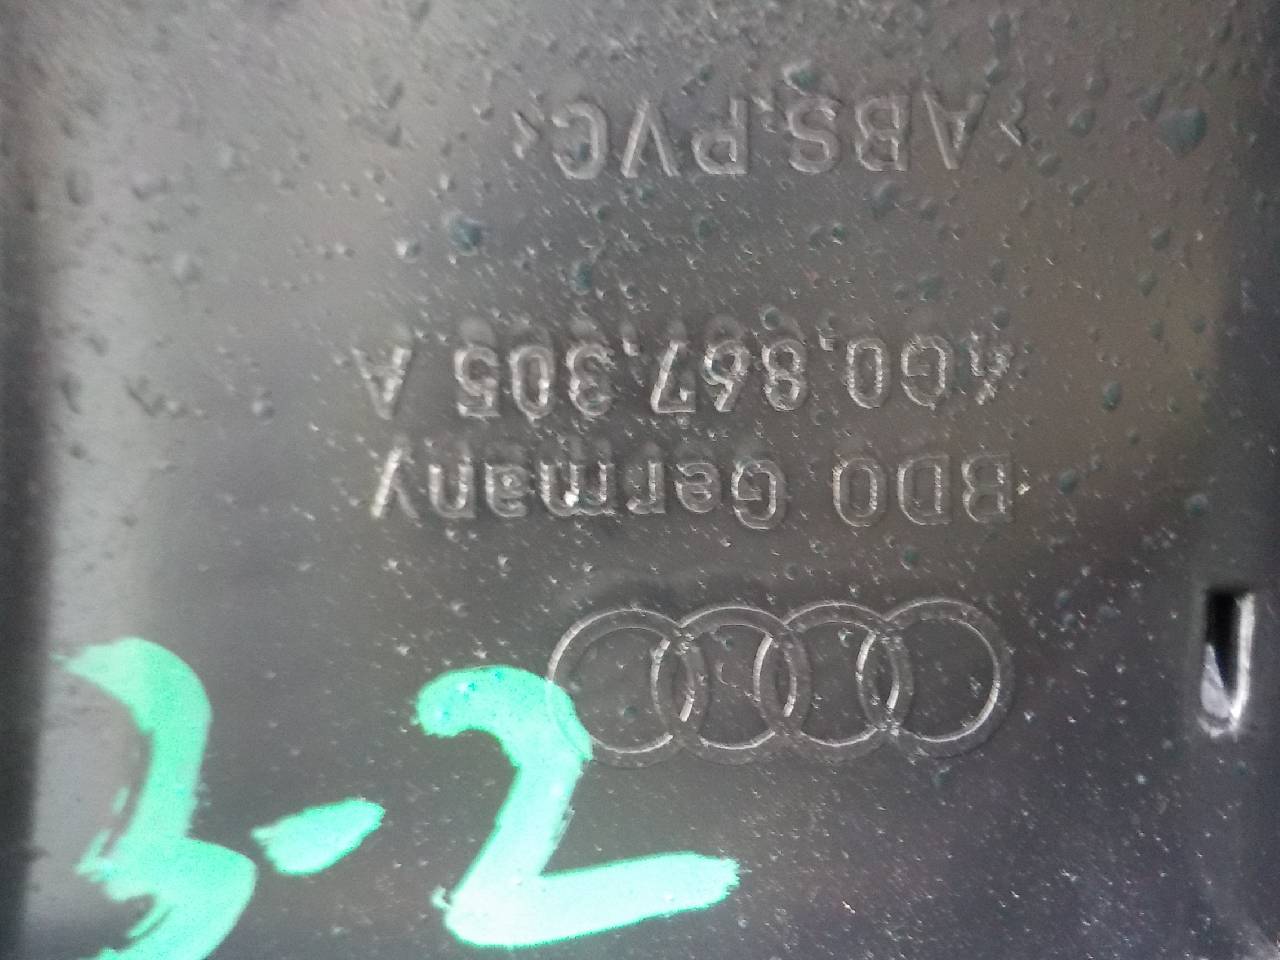 BDO Germany
4G0.867.305 A
>ABS,PVC<
3-2